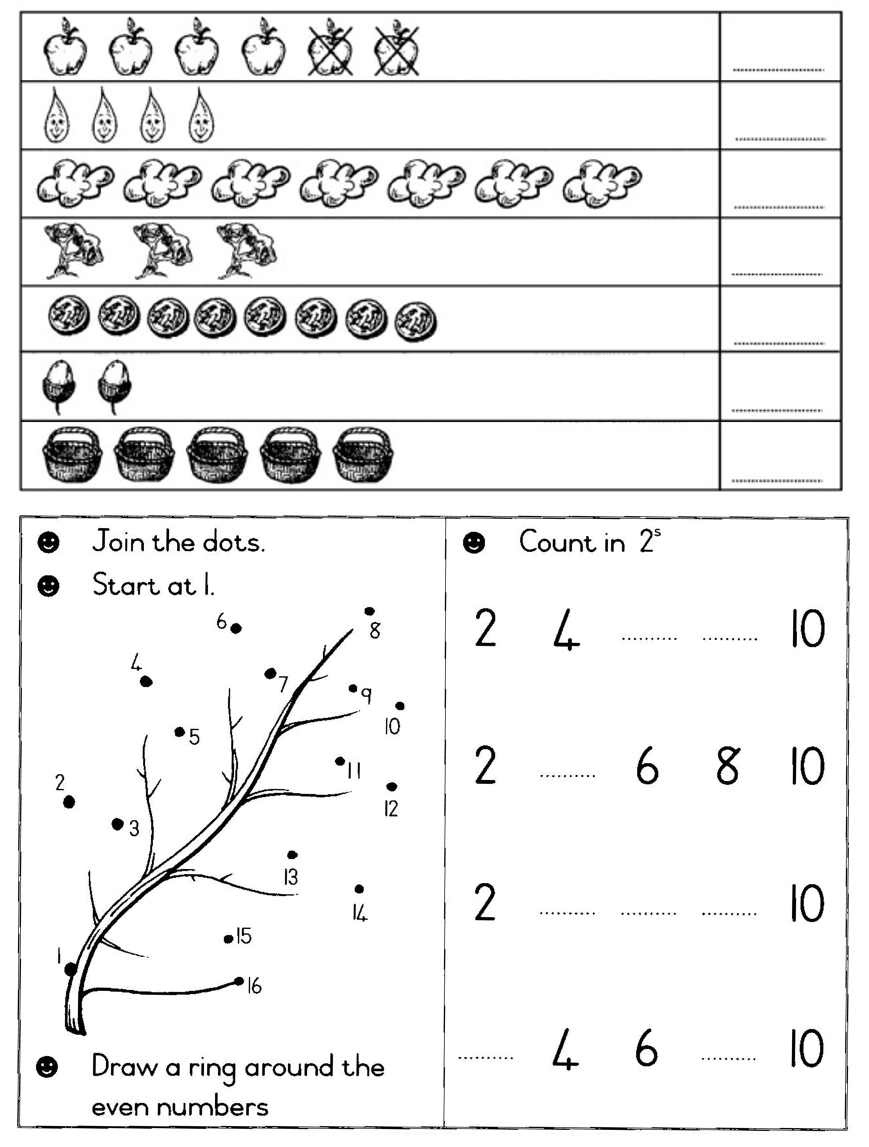 Join the dots.
Start at 1.
6
8
4
7
9
10
5
11
2
12
3
13
14
1
15
16
Draw a ring around the
even numbers
Count in 2s
2 4 ............ ............ 10
2 ............ 6 8 10
2 ............ ............ ............ 10
............ 4 6 ............ 10